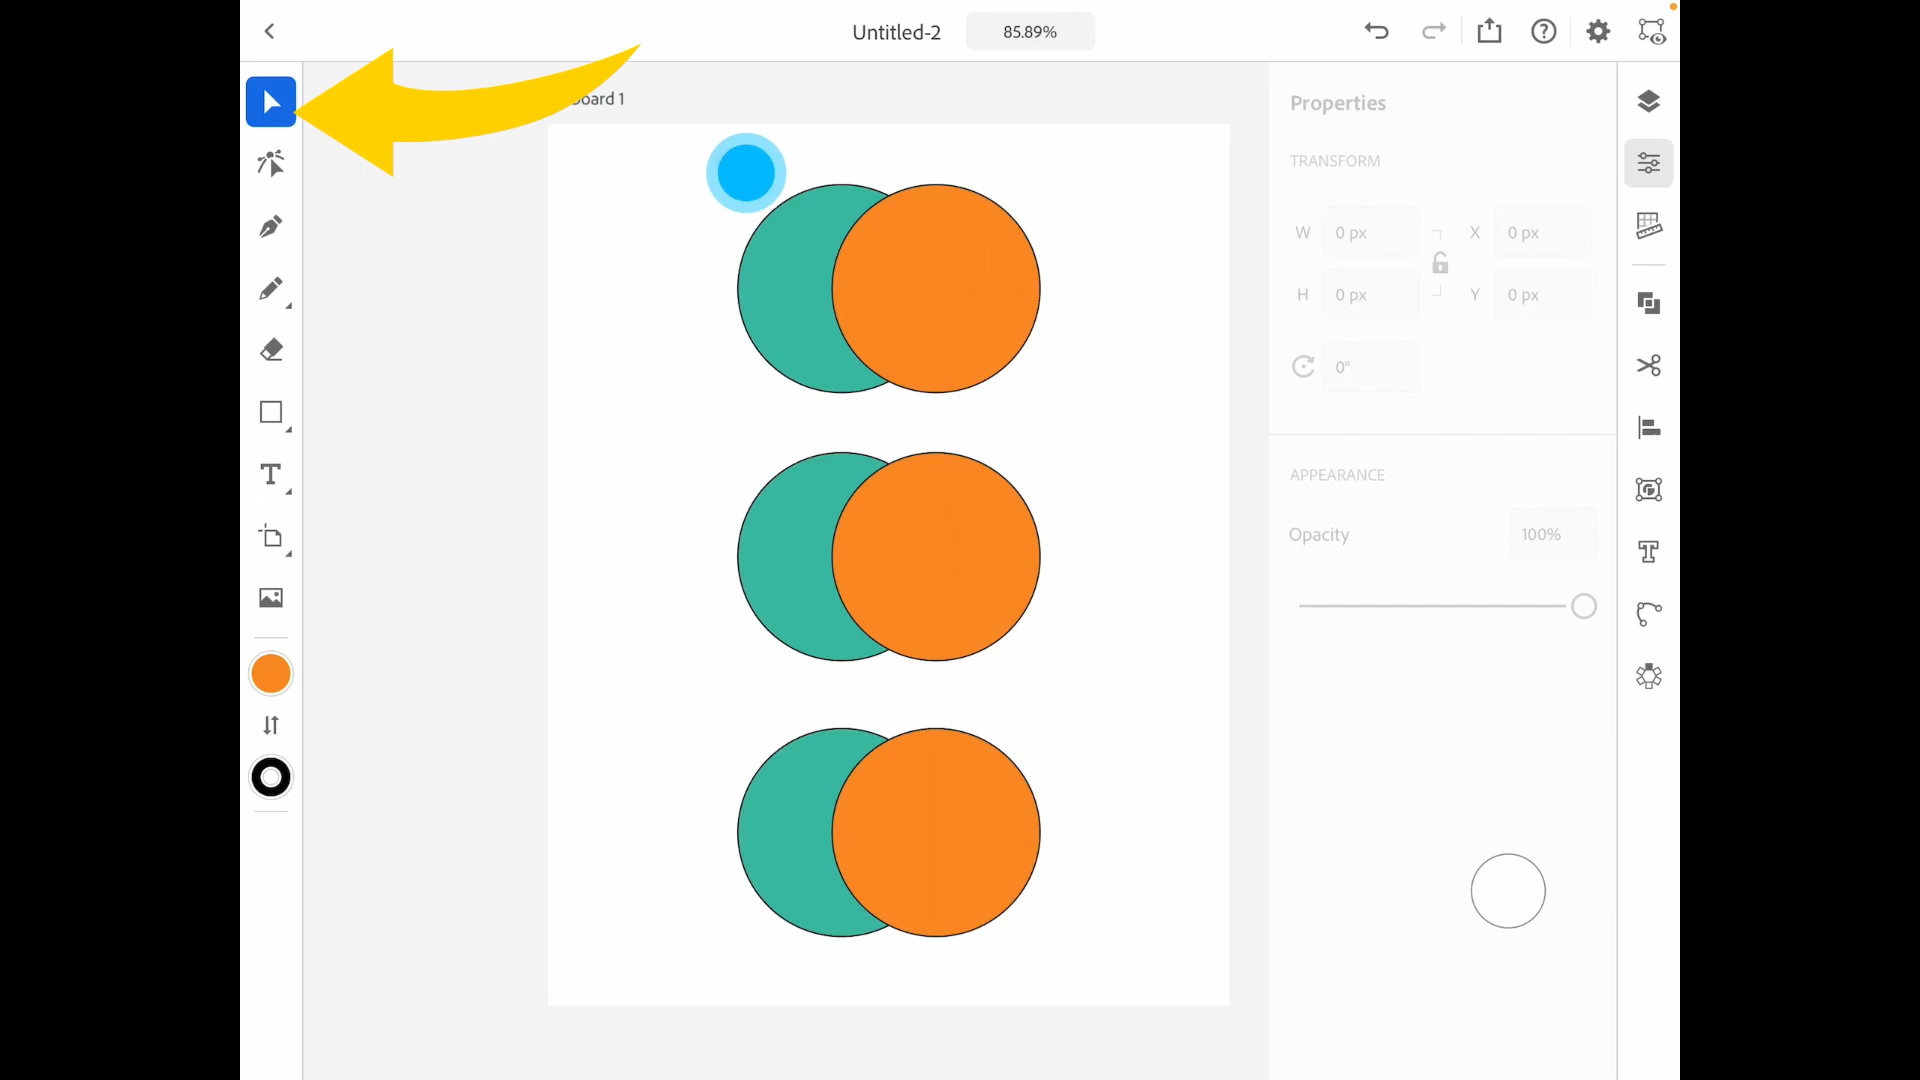 Untitled-2
85.89%
board 1
Properties
TRANSFORM
W 0 px X 0 px
H 0 px Y 0 px
0°
APPEARANCE
Opacity 100%